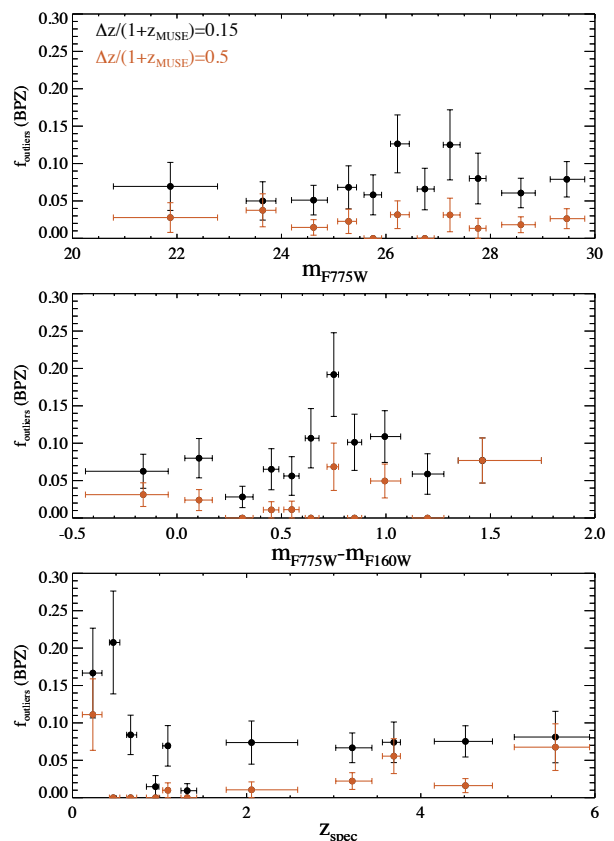 0.30
Δz/(1+z_MUSE)=0.15
Δz/(1+z_MUSE)=0.5
0.25
0.20
0.15
0.10
0.05
0.00
f_outliers (BPZ)
20 22 24 26 28 30
m_F775W
0.30
0.25
0.20
0.15
0.10
0.05
0.00
f_outliers (BPZ)
-0.5 0.0 0.5 1.0 1.5 2.0
m_F775W-m_F160W
0.30
0.25
0.20
0.15
0.10
0.05
0.00
f_outliers (BPZ)
0 2 4 6
z_spec